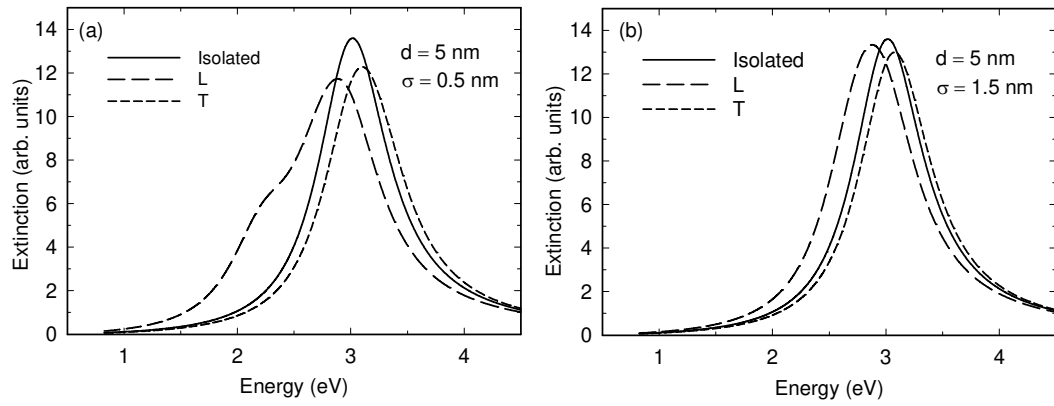 (a)
Isolated
L
T
d = 5 nm
σ = 0.5 nm
Extinction (arb. units)
14
12
10
8
6
4
2
0
1 2 3 4
Energy (eV)
(b)
Isolated
L
T
d = 5 nm
σ = 1.5 nm
Extinction (arb. units)
14
12
10
8
6
4
2
0
1 2 3 4
Energy (eV)